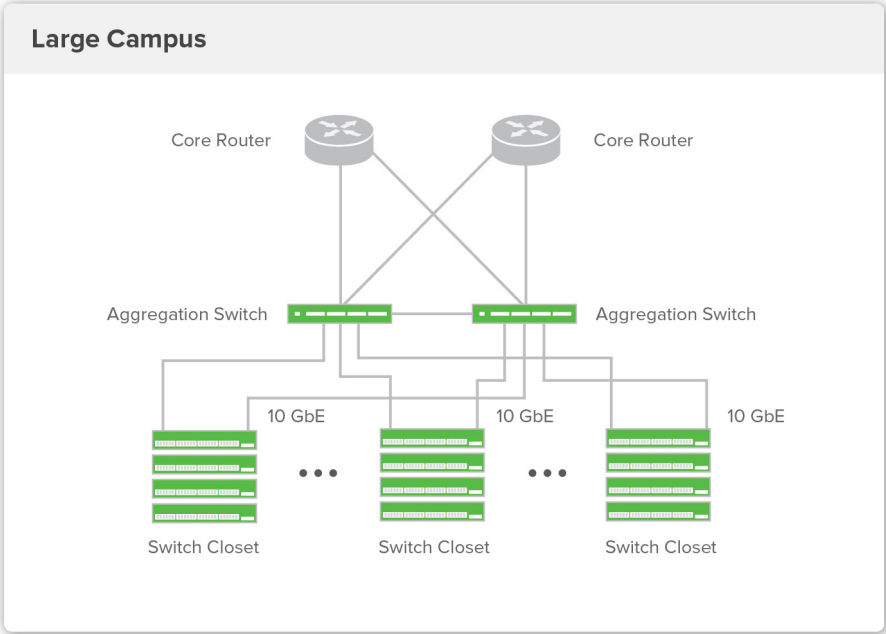 Large Campus
Core Router
Core Router
Aggregation Switch
Aggregation Switch
10 GbE
10 GbE
10 GbE
Switch Closet
Switch Closet
Switch Closet